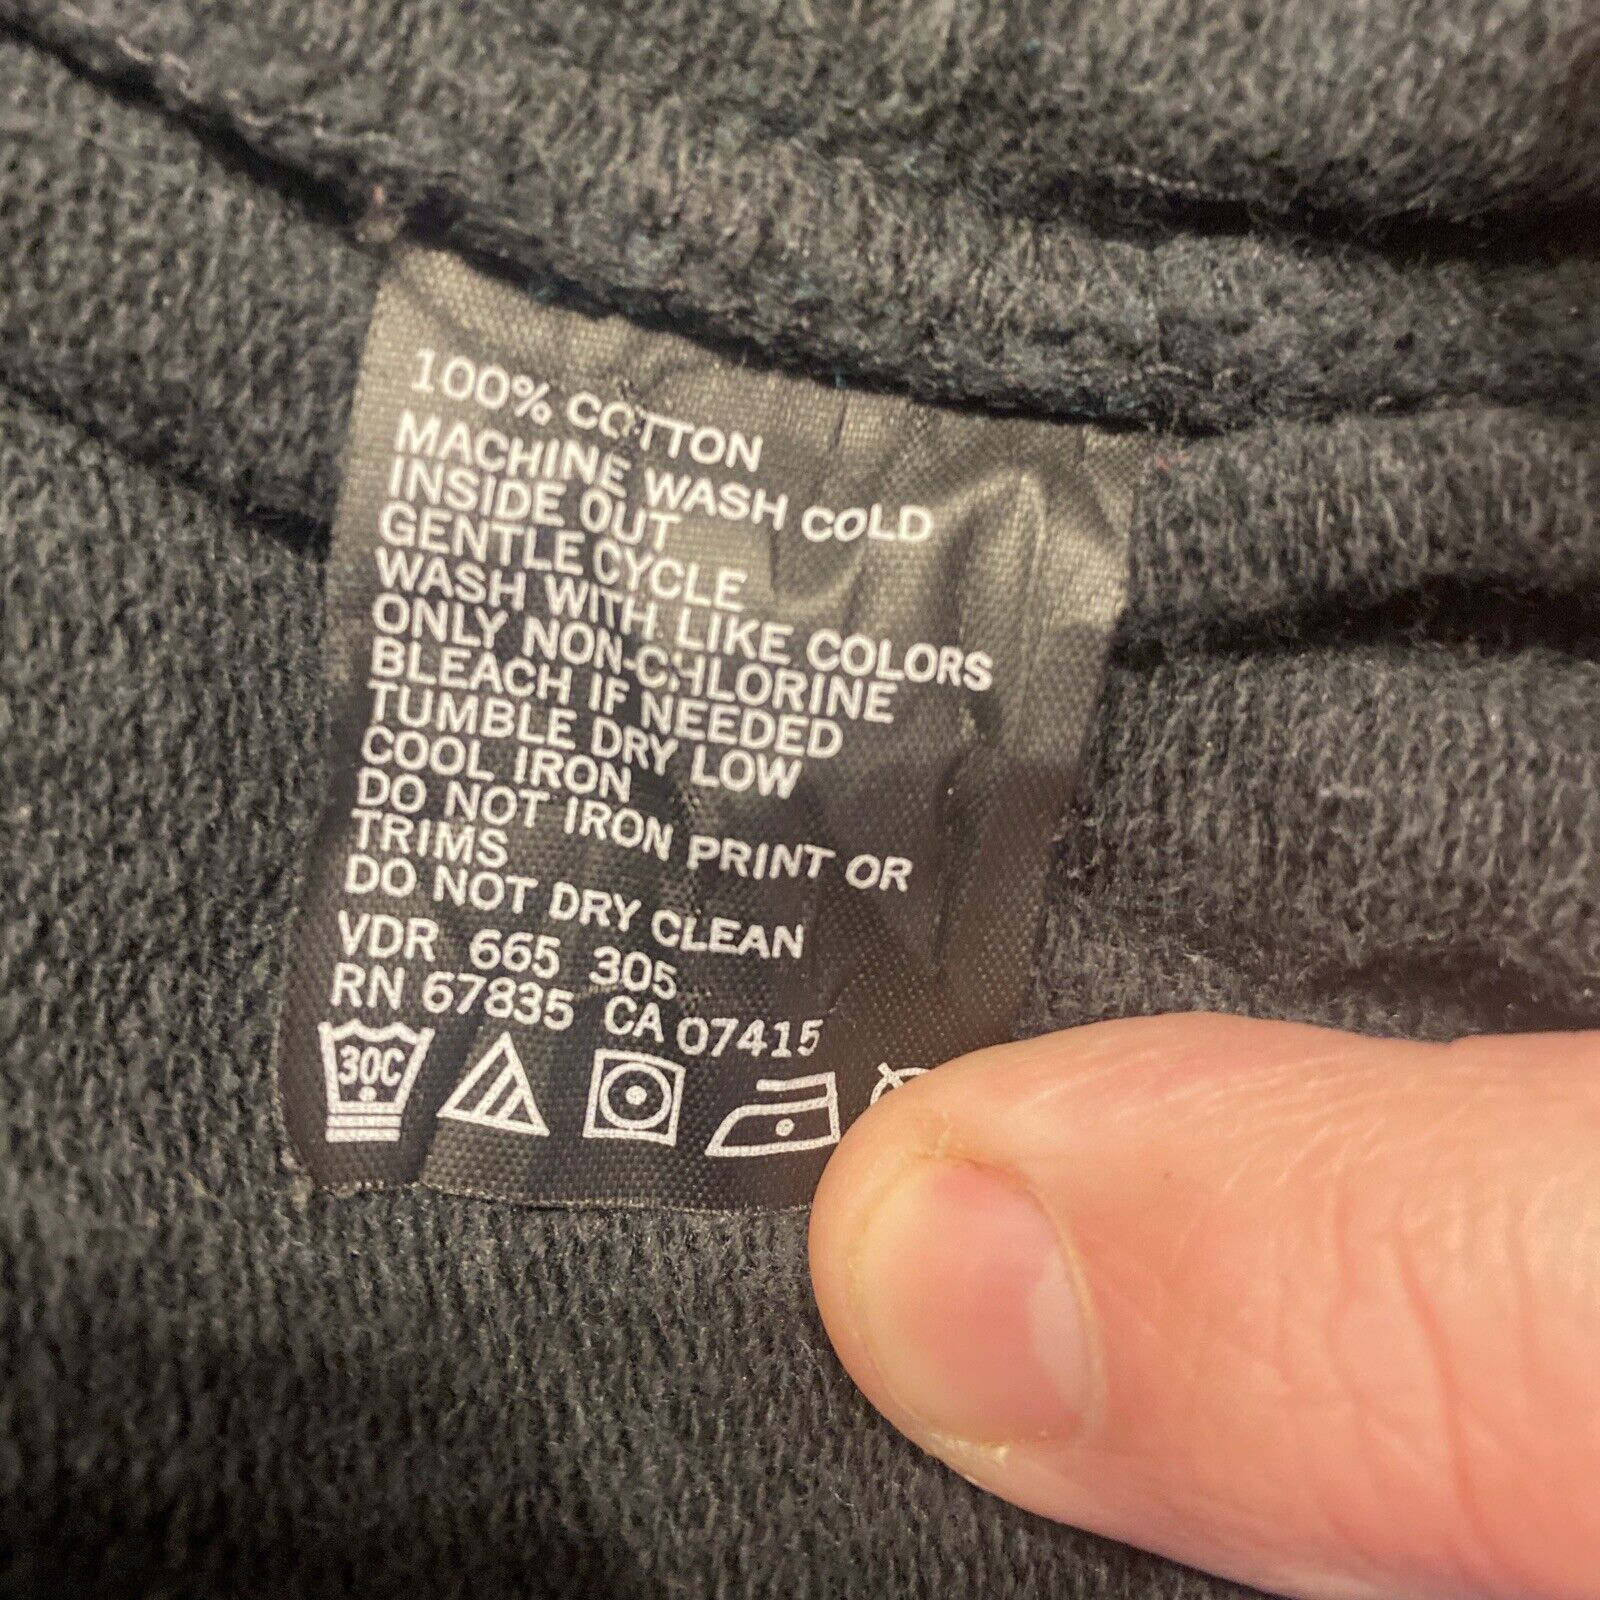 100% COTTON
MACHINE WASH COLD
INSIDE OUT
GENTLE CYCLE
WASH WITH LIKE COLORS
ONLY NON-CHLORINE
BLEACH IF NEEDED
TUMBLE DRY LOW
COOL IRON
DO NOT IRON PRINT OR
TRIMS
DO NOT DRY CLEAN
VDR 665 305
RN 67835 CA 07415
30C